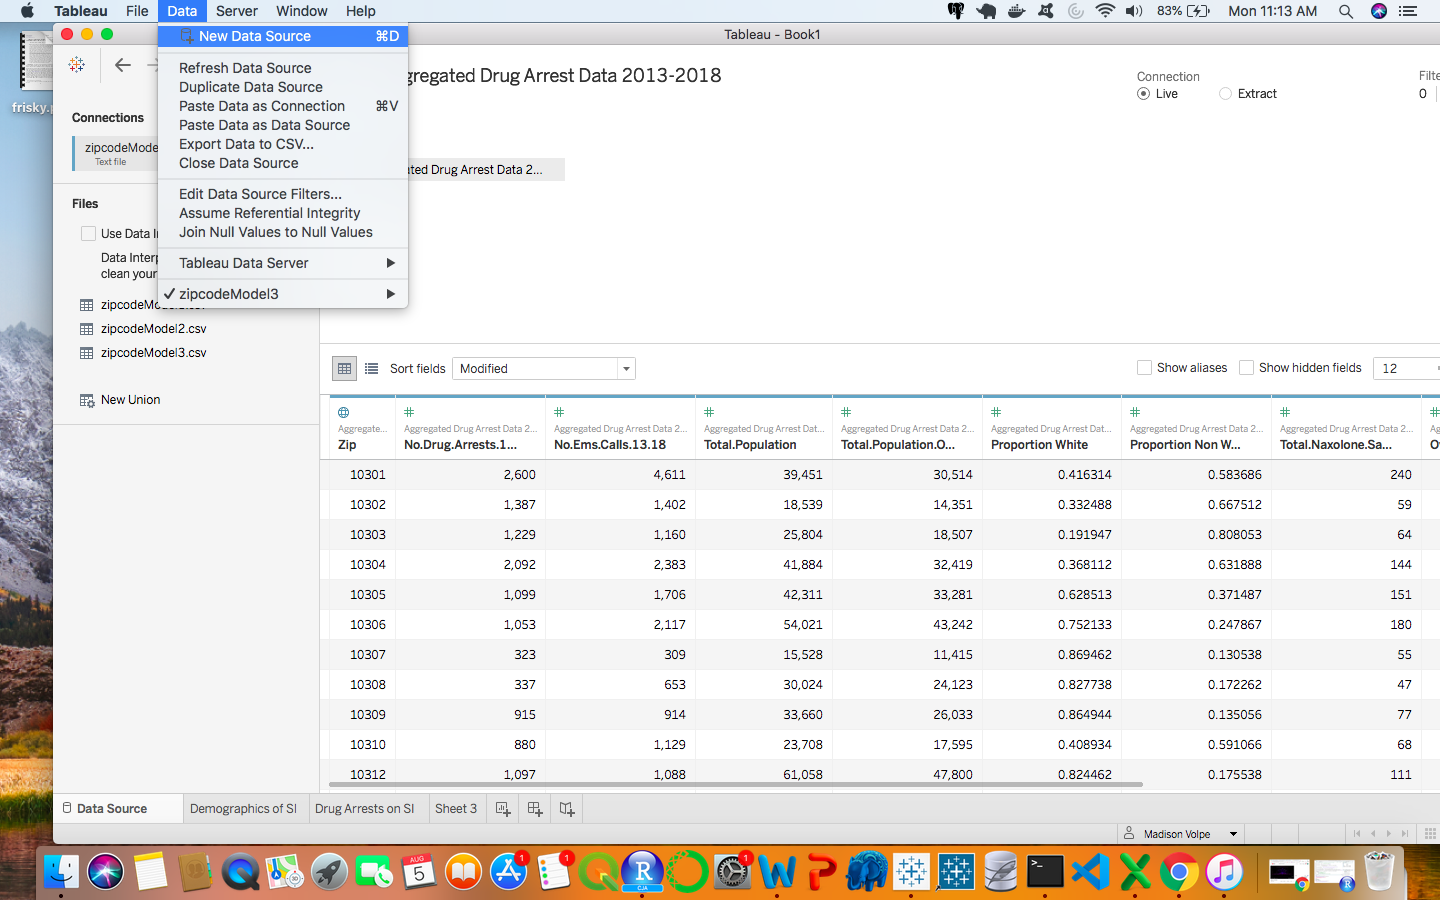 Tableau File Data Server Window Help 83% Mon 11:13 AM
Tableau - Book1
New Data Source ⌘D
Refresh Data Source
Duplicate Data Source
Paste Data as Connection ⌘V
Paste Data as Data Source
Export Data to CSV...
Close Data Source
Edit Data Source Filters...
Assume Referential Integrity
Join Null Values to Null Values
Tableau Data Server
✓ zipcodeModel3
frisky.p
Connections
zipcodeMode
Text file
Files
Use Data I
Data Interp
clean your
zipcodeMo
zipcodeModel2.csv
zipcodeModel3.csv
New Union
gregated Drug Arrest Data 2013-2018
Connection
Live Extract
Filte
0
ated Drug Arrest Data 2...
Sort fields Modified Show aliases Show hidden fields 12
Aggregate... Aggregated Drug Arrest Data 2... Aggregated Drug Arrest Data 2... Aggregated Drug Arrest Dat... Aggregated Drug Arrest Data 2... Aggregated Drug Arrest Dat... Aggregated Drug Arrest Data 2... Aggregated Drug Arrest Data 2... Agg
Zip No.Drug.Arrests.1... No.Ems.Calls.13.18 Total.Population Total.Population.O... Proportion White Proportion Non W... Total.Naxolone.Sa...
10301 2,600 4,611 39,451 30,514 0.416314 0.583686 240
10302 1,387 1,402 18,539 14,351 0.332488 0.667512 59
10303 1,229 1,160 25,804 18,507 0.191947 0.808053 64
10304 2,092 2,383 41,884 32,419 0.368112 0.631888 144
10305 1,099 1,706 42,311 33,281 0.628513 0.371487 151
10306 1,053 2,117 54,021 43,242 0.752133 0.247867 180
10307 323 309 15,528 11,415 0.869462 0.130538 55
10308 337 653 30,024 24,123 0.827738 0.172262 47
10309 915 914 33,660 26,033 0.864944 0.135056 77
10310 880 1,129 23,708 17,595 0.408934 0.591066 68
10312 1,097 1,088 61,058 47,800 0.824462 0.175538 111
Data Source Demographics of SI Drug Arrests on SI Sheet 3
Madison Volpe
AUG
5
1
1
R
CJA
1